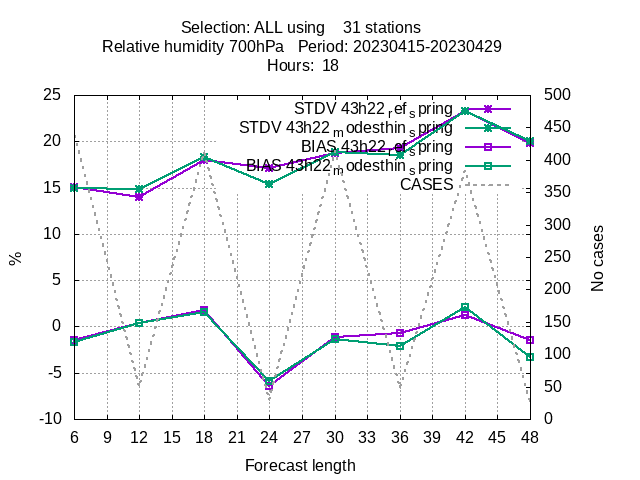 Selection: ALL using    31 stations
Relative humidity 700hPa   Period: 20230415-20230429
Hours:  18
STDV 43h22_ref_spring
STDV 43h22_modesthin_spring
BIAS 43h22_ref_spring
BIAS 43h22_modesthin_spring
CASES
25
20
15
10
5
0
-5
-10
%
500
450
400
350
300
250
200
150
100
50
0
No cases
6 9 12 15 18 21 24 27 30 33 36 39 42 45 48
Forecast length